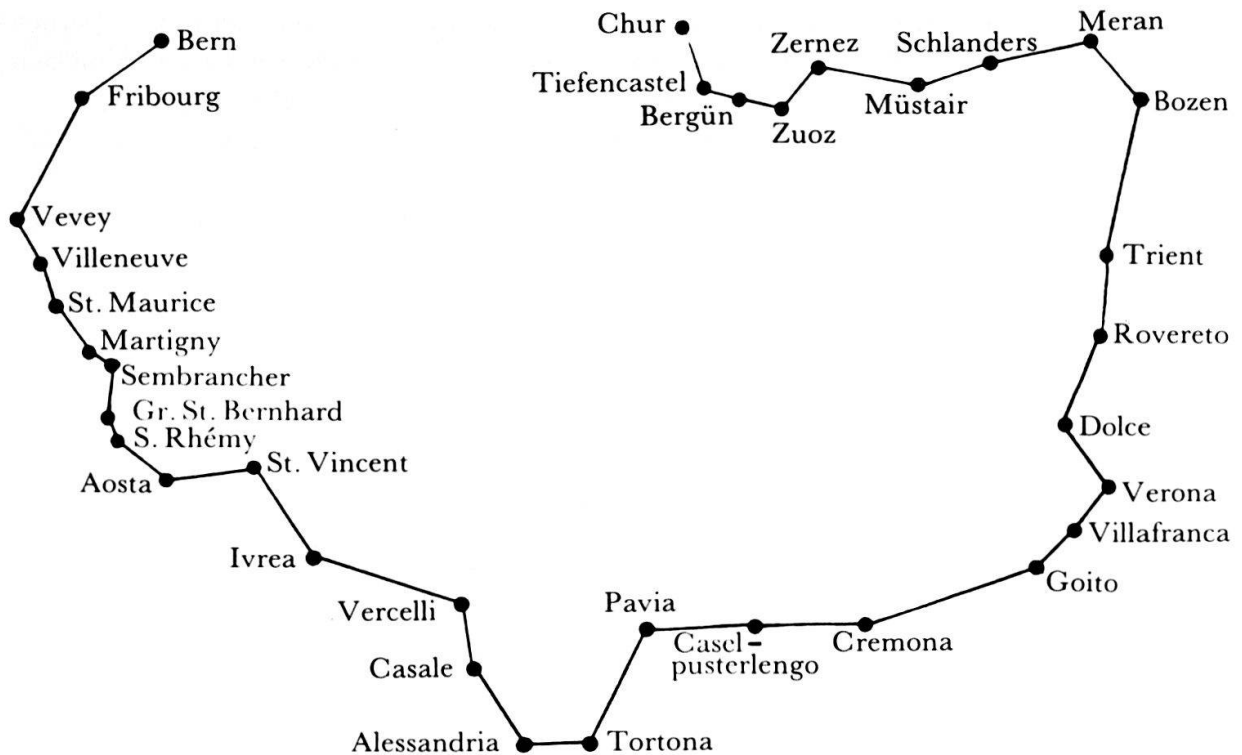 Bern
Fribourg
Vevey
Villeneuve
St. Maurice
Martigny
Sembrancher
Gr. St. Bernhard
S. Rhémy
Aosta
St. Vincent
Ivrea
Vercelli
Casale
Alessandria
Tortona
Pavia
Casel-
pusterlengo
Cremona
Goito
Villafranca
Verona
Dolce
Rovereto
Trient
Bozen
Meran
Schlanders
Müstair
Zernez
Zuoz
Bergün
Tiefencastel
Chur